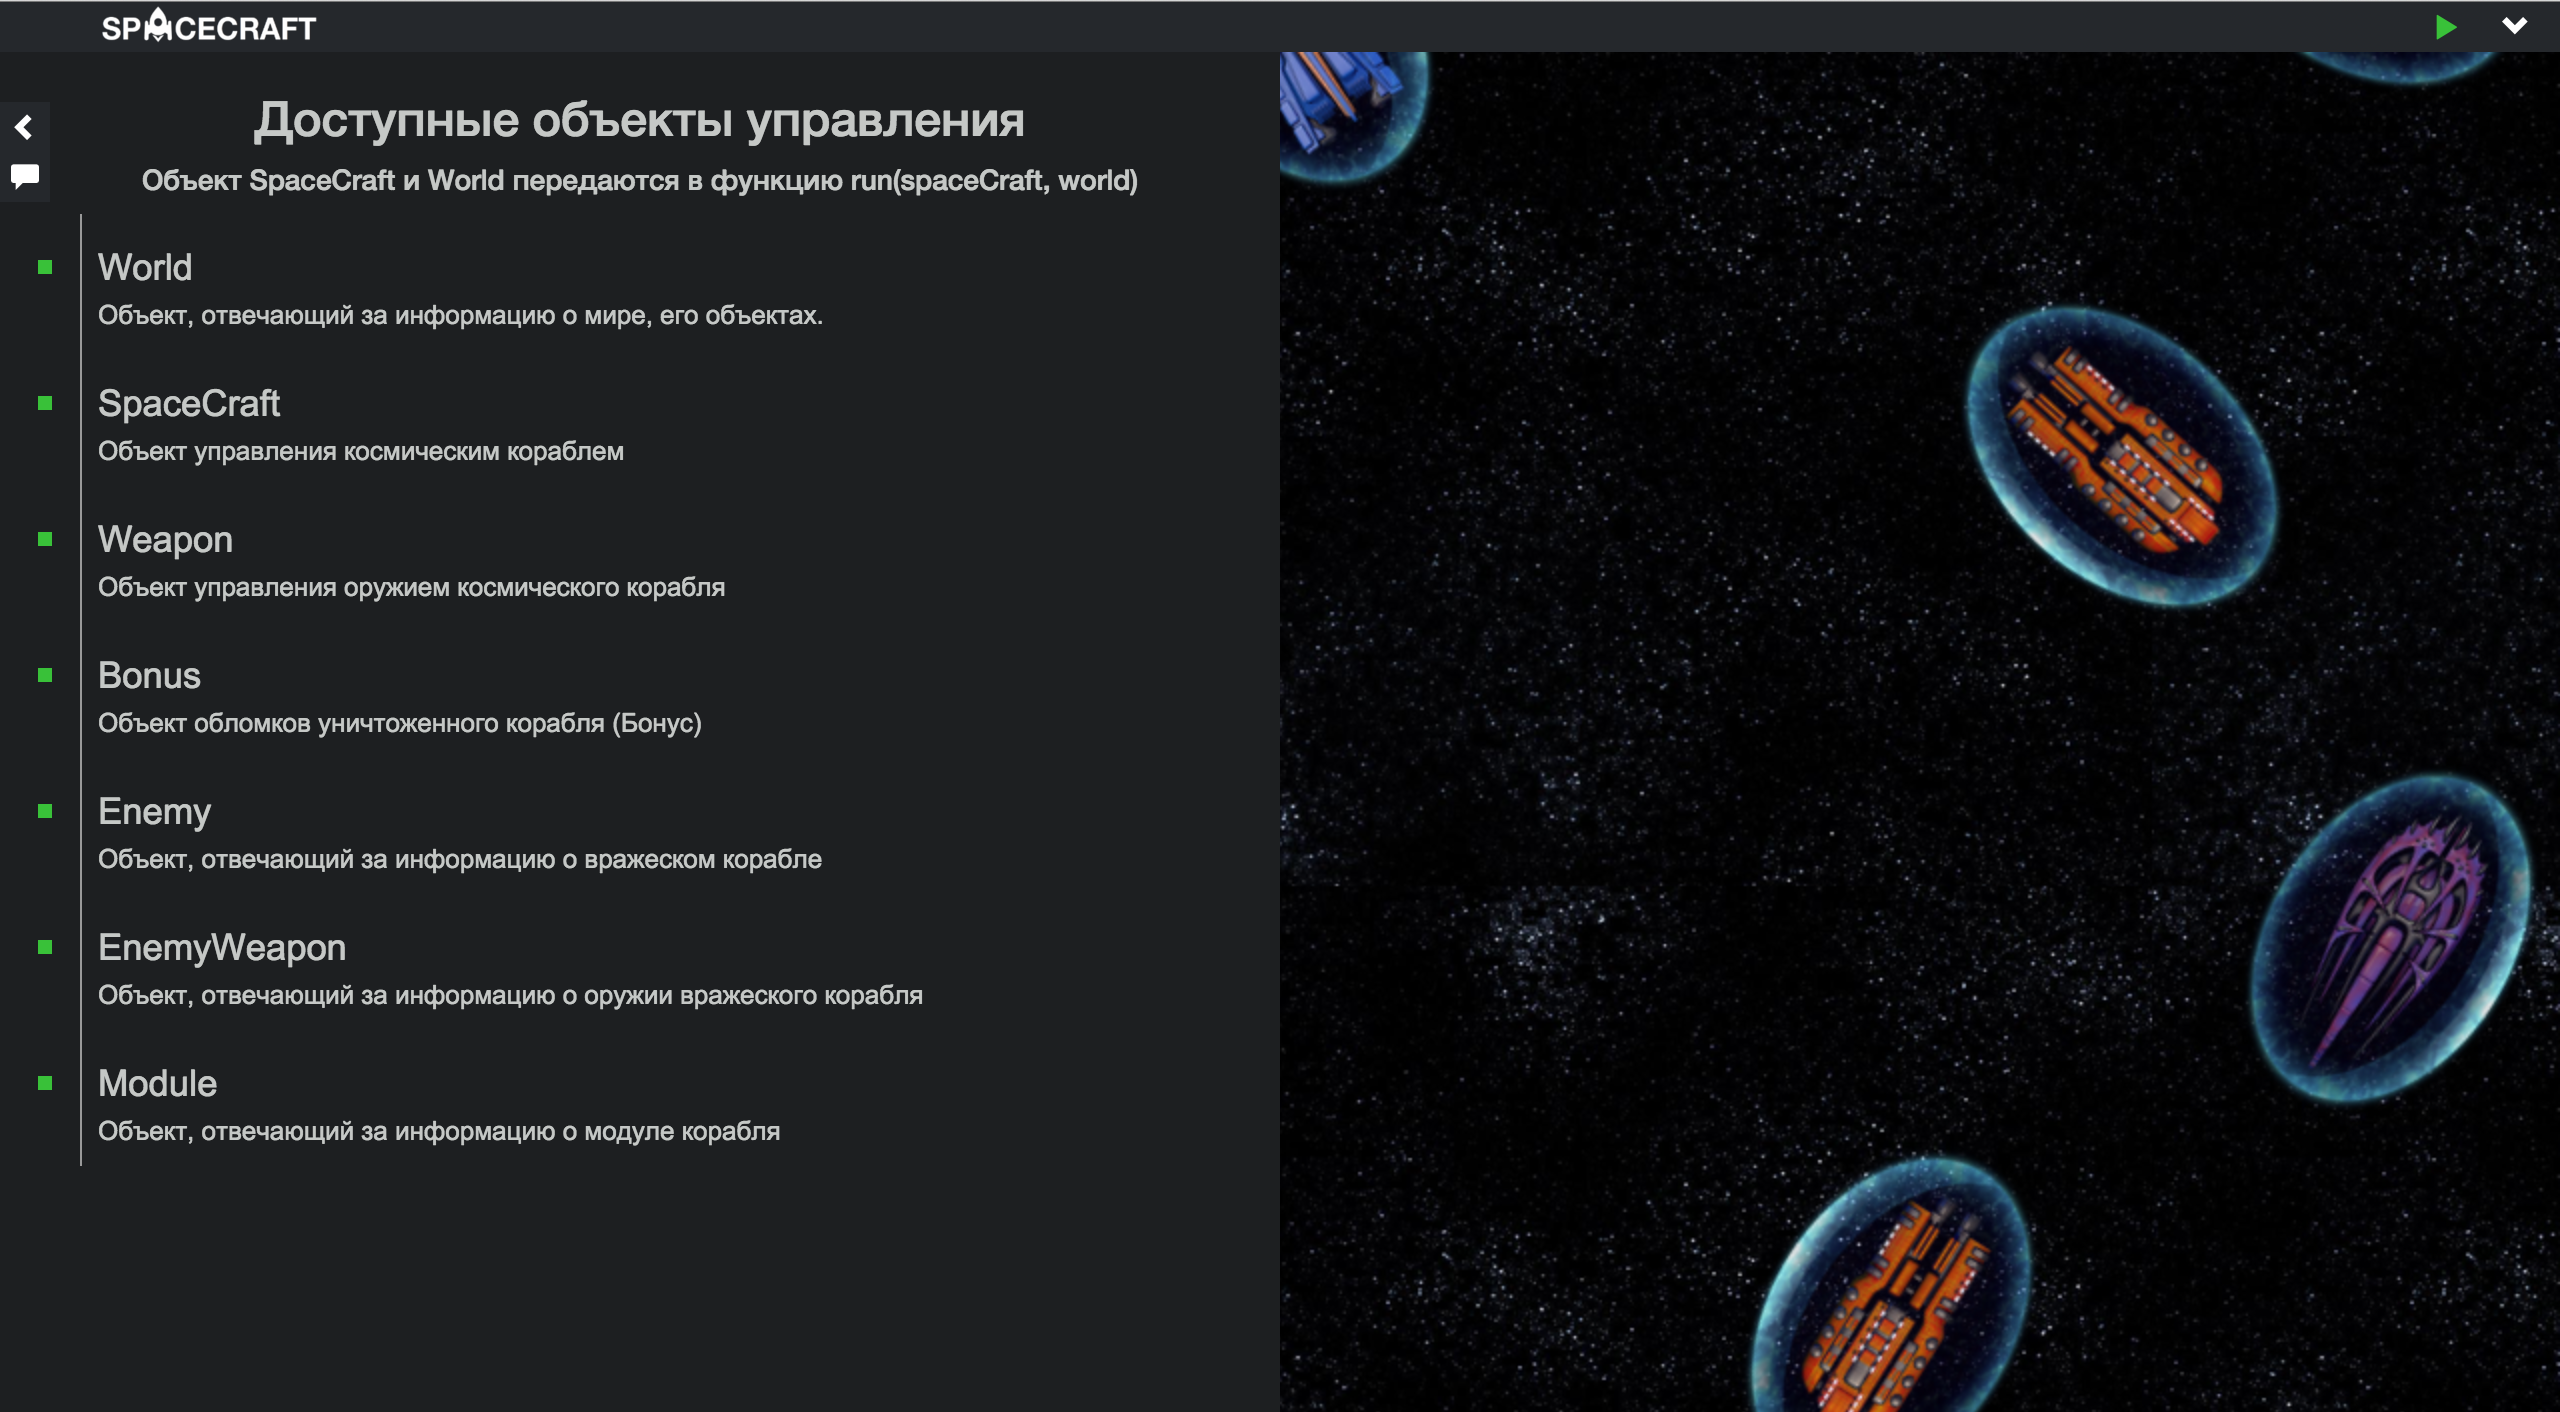 SPACECRAFT
Доступные объекты управления
Объект SpaceCraft и World передаются в функцию run(spaceCraft, world)
World
Объект, отвечающий за информацию о мире, его объектах.
SpaceCraft
Объект управления космическим кораблем
Weapon
Объект управления оружием космического корабля
Bonus
Объект обломков уничтоженного корабля (Бонус)
Enemy
Объект, отвечающий за информацию о вражеском корабле
EnemyWeapon
Объект, отвечающий за информацию о оружии вражеского корабля
Module
Объект, отвечающий за информацию о модуле корабля